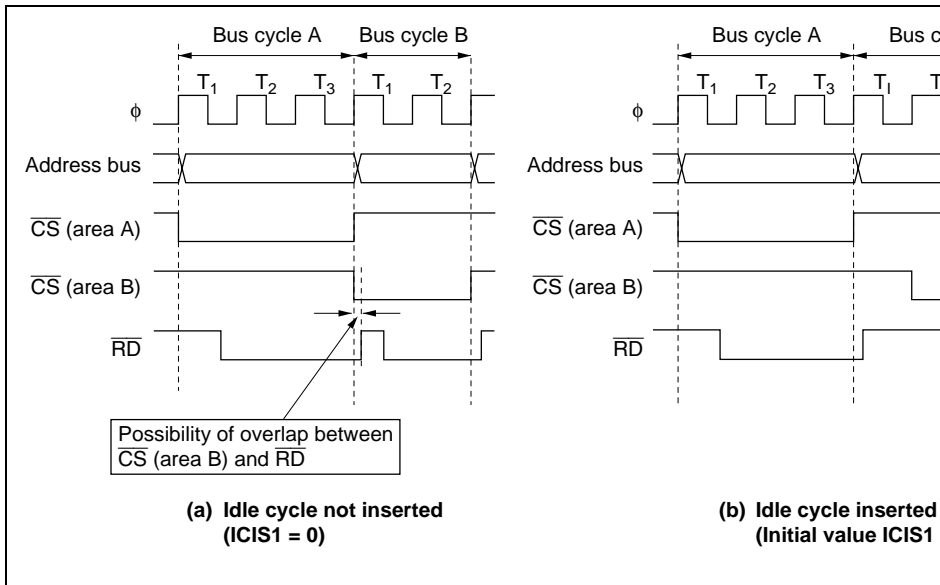 Bus cycle A Bus cycle B
T1 T2 T3 T1 T2
ϕ
Address bus
CS (area A)
CS (area B)
RD
Possibility of overlap between
CS (area B) and RD
(a) Idle cycle not inserted
(ICIS1 = 0)
Bus cycle A Bus c
T1 T2 T3 TI T
ϕ
Address bus
CS (area A)
CS (area B)
RD
(b) Idle cycle inserted
(Initial value ICIS1